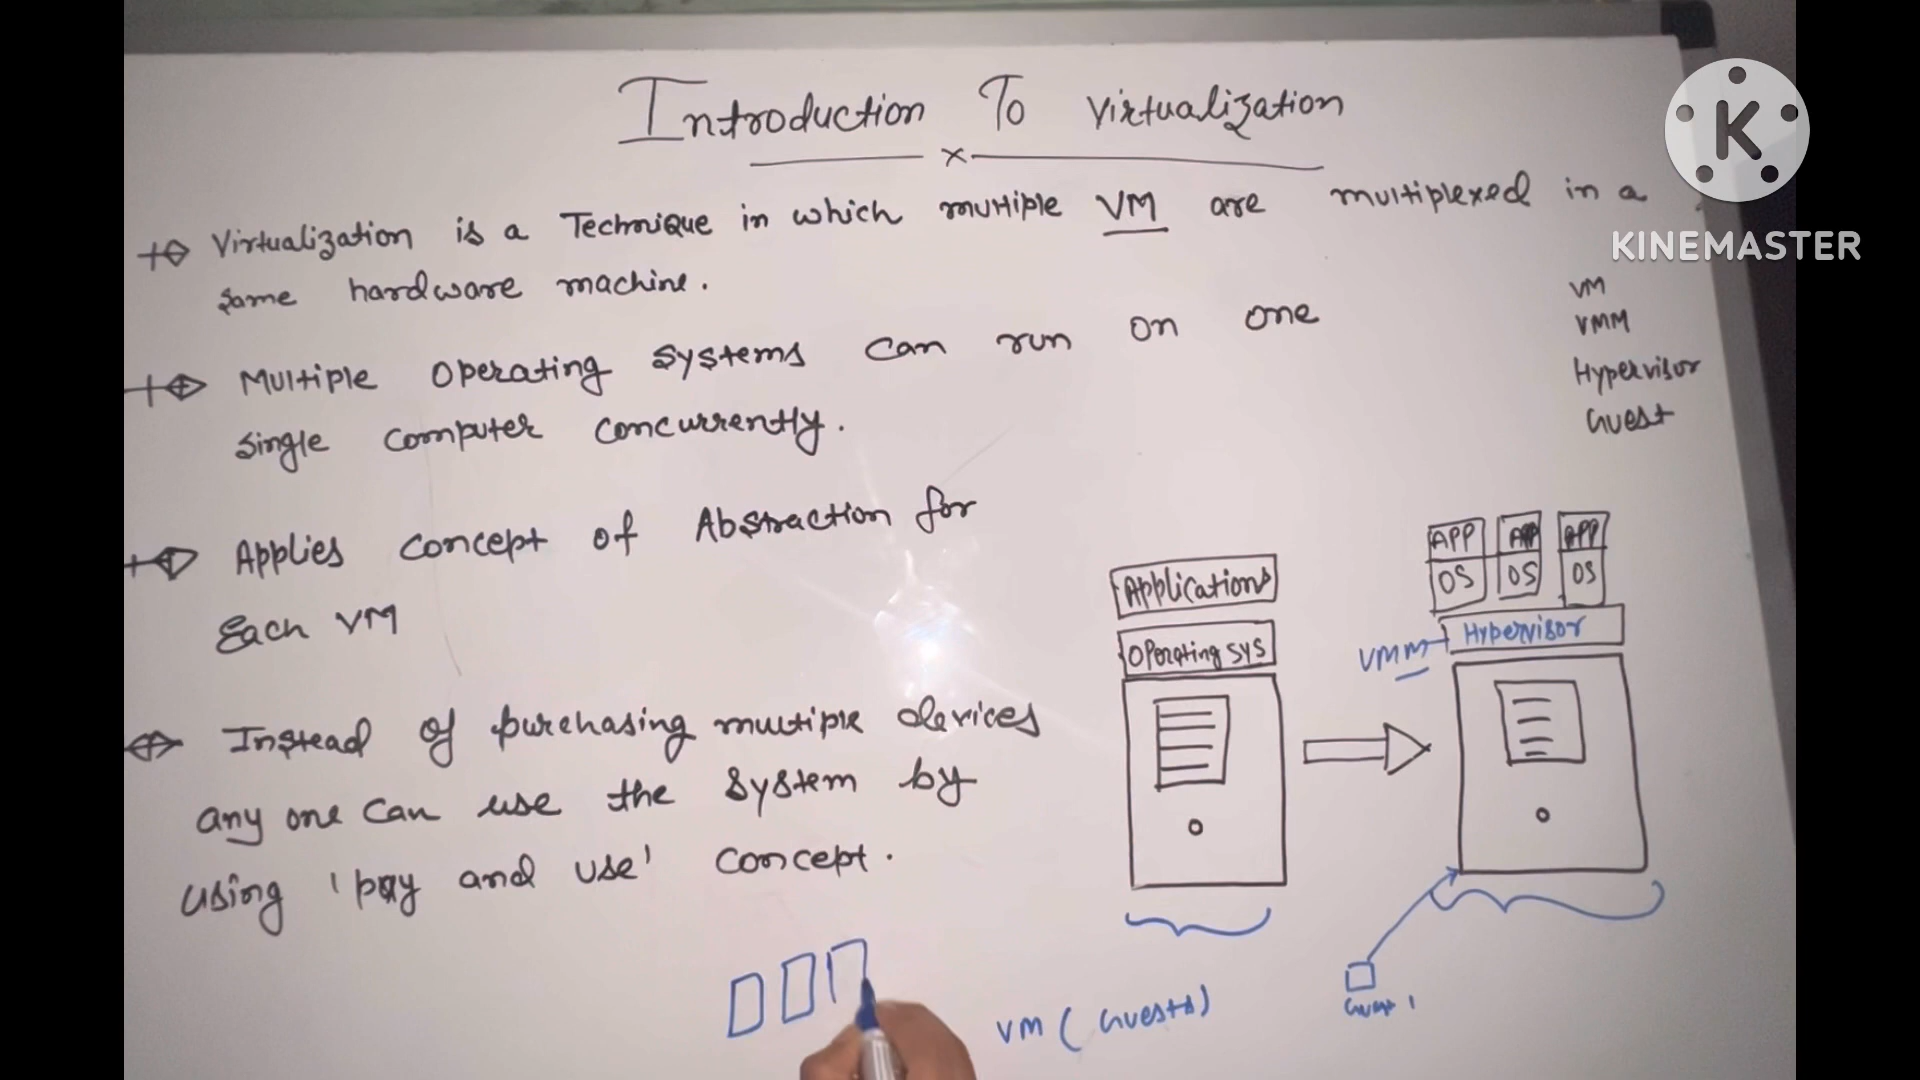 Introduction To Virtualization
Virtualization is a Technique in which multiple VM are multiplexed in a
same hardware machine.
Multiple Operating systems can run on one
single computer concurrently.
Applies concept of Abstraction for
Each VM
Instead of purchasing multiple devices
any one can use the system by
using 'pay and use' concept.
K
KINEMASTER
VM
VMM
Hypervisor
Guest
Applications
Operating sys
APP APP APP
OS OS OS
VMM Hypervisor
VM (Guests)
Guest 1